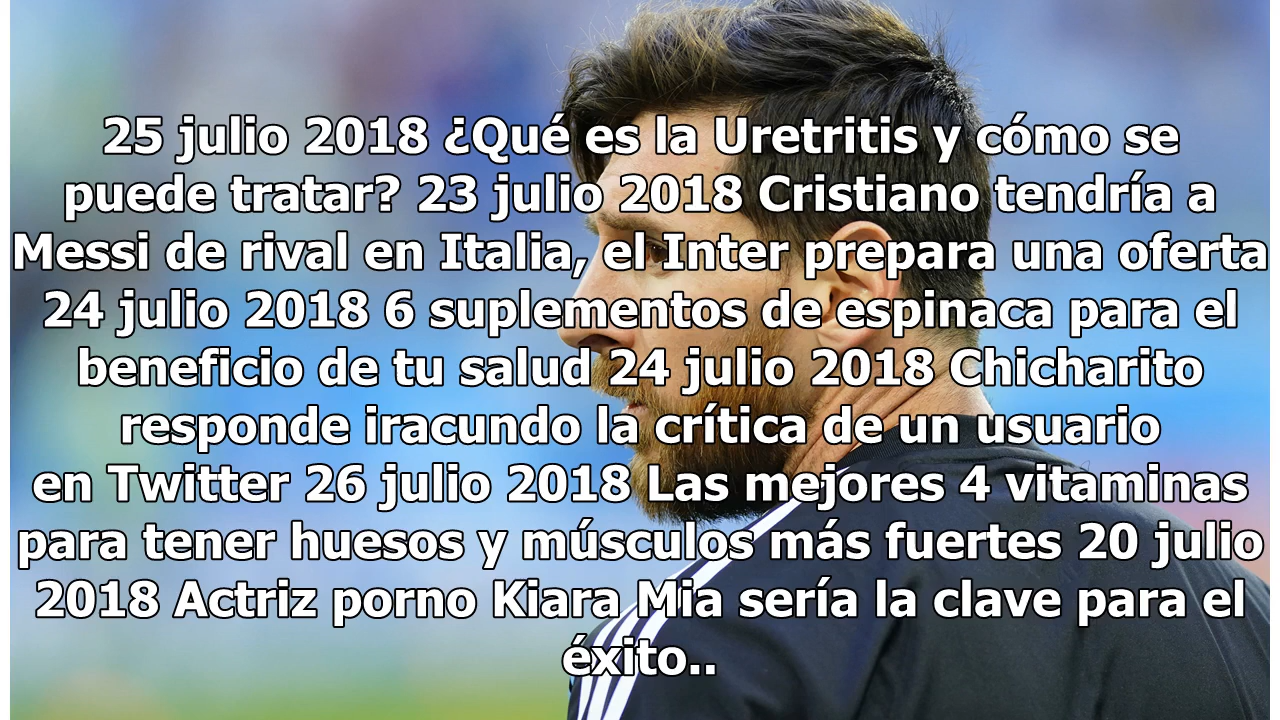 25 julio 2018 ¿Qué es la Uretritis y cómo se
puede tratar? 23 julio 2018 Cristiano tendría a
Messi de rival en Italia, el Inter prepara una oferta
24 julio 2018 6 suplementos de espinaca para el
beneficio de tu salud 24 julio 2018 Chicharito
responde iracundo la crítica de un usuario
en Twitter 26 julio 2018 Las mejores 4 vitaminas
para tener huesos y músculos más fuertes 20 julio
2018 Actriz porno Kiara Mia sería la clave para el
éxito..